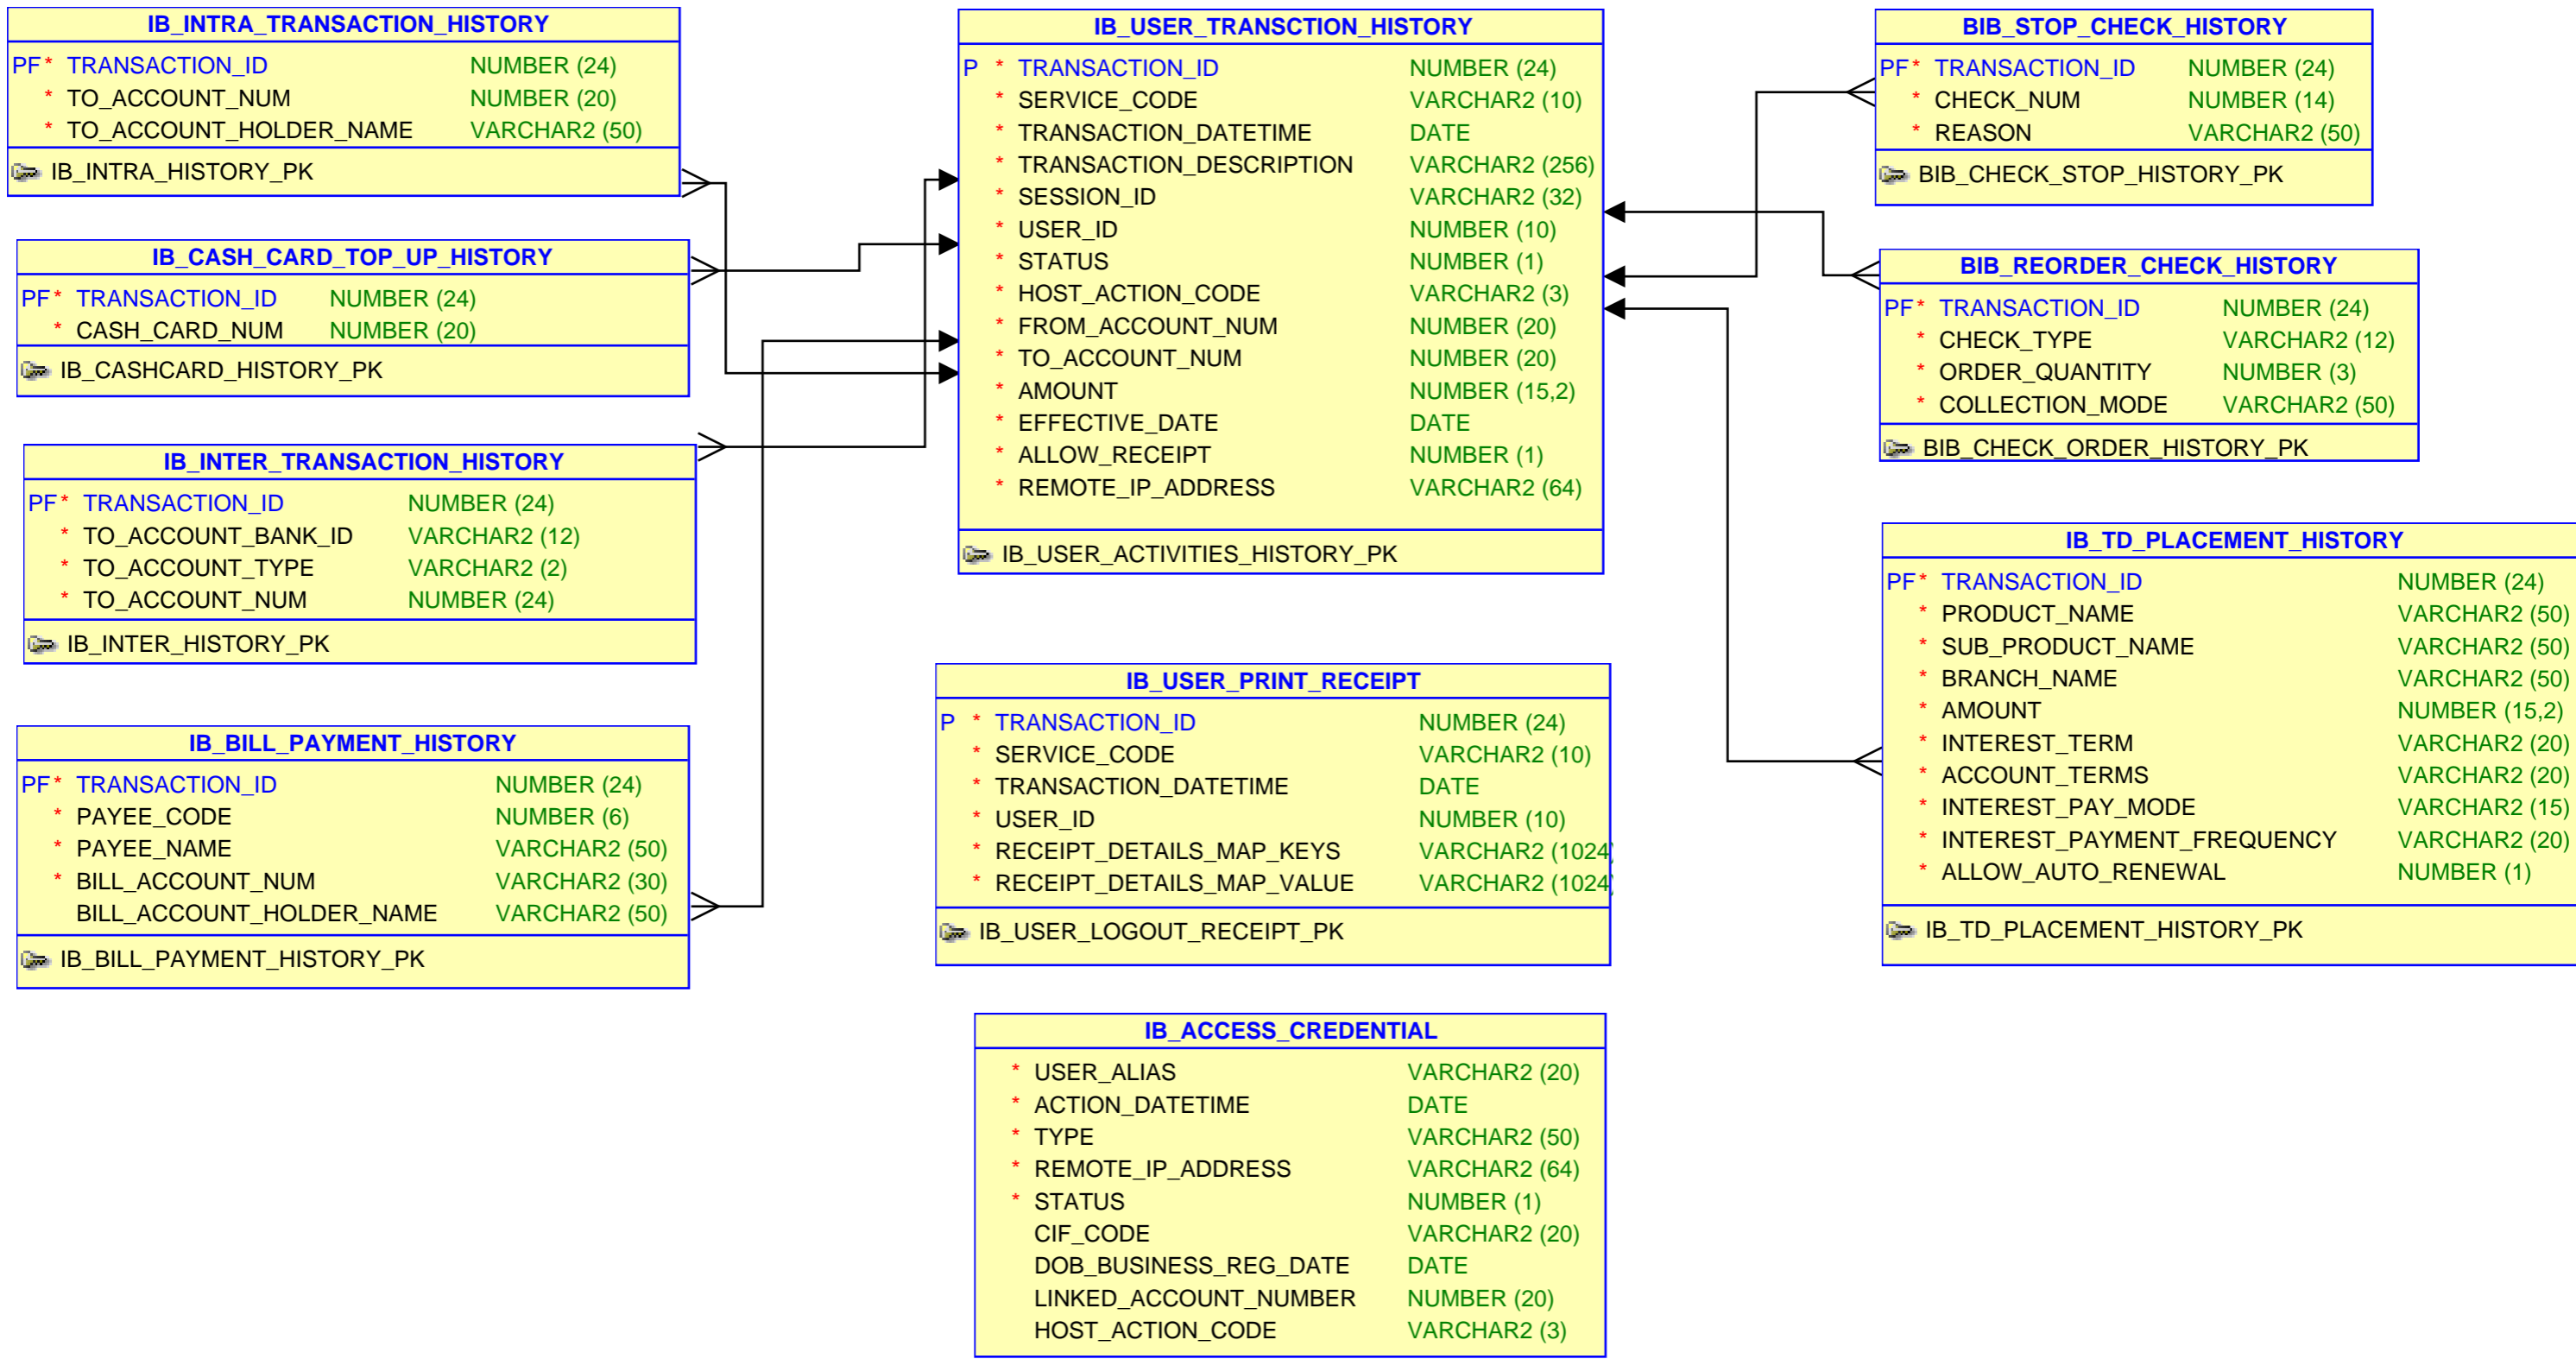 IB_INTRA_TRANSACTION_HISTORY
PF* TRANSACTION_ID NUMBER (24)
* TO_ACCOUNT_NUM NUMBER (20)
* TO_ACCOUNT_HOLDER_NAME VARCHAR2 (50)
IB_INTRA_HISTORY_PK
IB_CASH_CARD_TOP_UP_HISTORY
PF* TRANSACTION_ID NUMBER (24)
* CASH_CARD_NUM NUMBER (20)
IB_CASHCARD_HISTORY_PK
IB_INTER_TRANSACTION_HISTORY
PF* TRANSACTION_ID NUMBER (24)
* TO_ACCOUNT_BANK_ID VARCHAR2 (12)
* TO_ACCOUNT_TYPE VARCHAR2 (2)
* TO_ACCOUNT_NUM NUMBER (24)
IB_INTER_HISTORY_PK
IB_BILL_PAYMENT_HISTORY
PF* TRANSACTION_ID NUMBER (24)
* PAYEE_CODE NUMBER (6)
* PAYEE_NAME VARCHAR2 (50)
* BILL_ACCOUNT_NUM VARCHAR2 (30)
BILL_ACCOUNT_HOLDER_NAME VARCHAR2 (50)
IB_BILL_PAYMENT_HISTORY_PK
IB_USER_TRANSCTION_HISTORY
P * TRANSACTION_ID NUMBER (24)
* SERVICE_CODE VARCHAR2 (10)
* TRANSACTION_DATETIME DATE
* TRANSACTION_DESCRIPTION VARCHAR2 (256)
* SESSION_ID VARCHAR2 (32)
* USER_ID NUMBER (10)
* STATUS NUMBER (1)
* HOST_ACTION_CODE VARCHAR2 (3)
* FROM_ACCOUNT_NUM NUMBER (20)
* TO_ACCOUNT_NUM NUMBER (20)
* AMOUNT NUMBER (15,2)
* EFFECTIVE_DATE DATE
* ALLOW_RECEIPT NUMBER (1)
* REMOTE_IP_ADDRESS VARCHAR2 (64)
IB_USER_ACTIVITIES_HISTORY_PK
IB_USER_PRINT_RECEIPT
P * TRANSACTION_ID NUMBER (24)
* SERVICE_CODE VARCHAR2 (10)
* TRANSACTION_DATETIME DATE
* USER_ID NUMBER (10)
* RECEIPT_DETAILS_MAP_KEYS VARCHAR2 (1024)
* RECEIPT_DETAILS_MAP_VALUE VARCHAR2 (1024)
IB_USER_LOGOUT_RECEIPT_PK
IB_ACCESS_CREDENTIAL
* USER_ALIAS VARCHAR2 (20)
* ACTION_DATETIME DATE
* TYPE VARCHAR2 (50)
* REMOTE_IP_ADDRESS VARCHAR2 (64)
* STATUS NUMBER (1)
CIF_CODE VARCHAR2 (20)
DOB_BUSINESS_REG_DATE DATE
LINKED_ACCOUNT_NUMBER NUMBER (20)
HOST_ACTION_CODE VARCHAR2 (3)
BIB_STOP_CHECK_HISTORY
PF* TRANSACTION_ID NUMBER (24)
* CHECK_NUM NUMBER (14)
* REASON VARCHAR2 (50)
BIB_CHECK_STOP_HISTORY_PK
BIB_REORDER_CHECK_HISTORY
PF* TRANSACTION_ID NUMBER (24)
* CHECK_TYPE VARCHAR2 (12)
* ORDER_QUANTITY NUMBER (3)
* COLLECTION_MODE VARCHAR2 (50)
BIB_CHECK_ORDER_HISTORY_PK
IB_TD_PLACEMENT_HISTORY
PF* TRANSACTION_ID NUMBER (24)
* PRODUCT_NAME VARCHAR2 (50)
* SUB_PRODUCT_NAME VARCHAR2 (50)
* BRANCH_NAME VARCHAR2 (50)
* AMOUNT NUMBER (15,2)
* INTEREST_TERM VARCHAR2 (20)
* ACCOUNT_TERMS VARCHAR2 (20)
* INTEREST_PAY_MODE VARCHAR2 (15)
* INTEREST_PAYMENT_FREQUENCY VARCHAR2 (20)
* ALLOW_AUTO_RENEWAL NUMBER (1)
IB_TD_PLACEMENT_HISTORY_PK